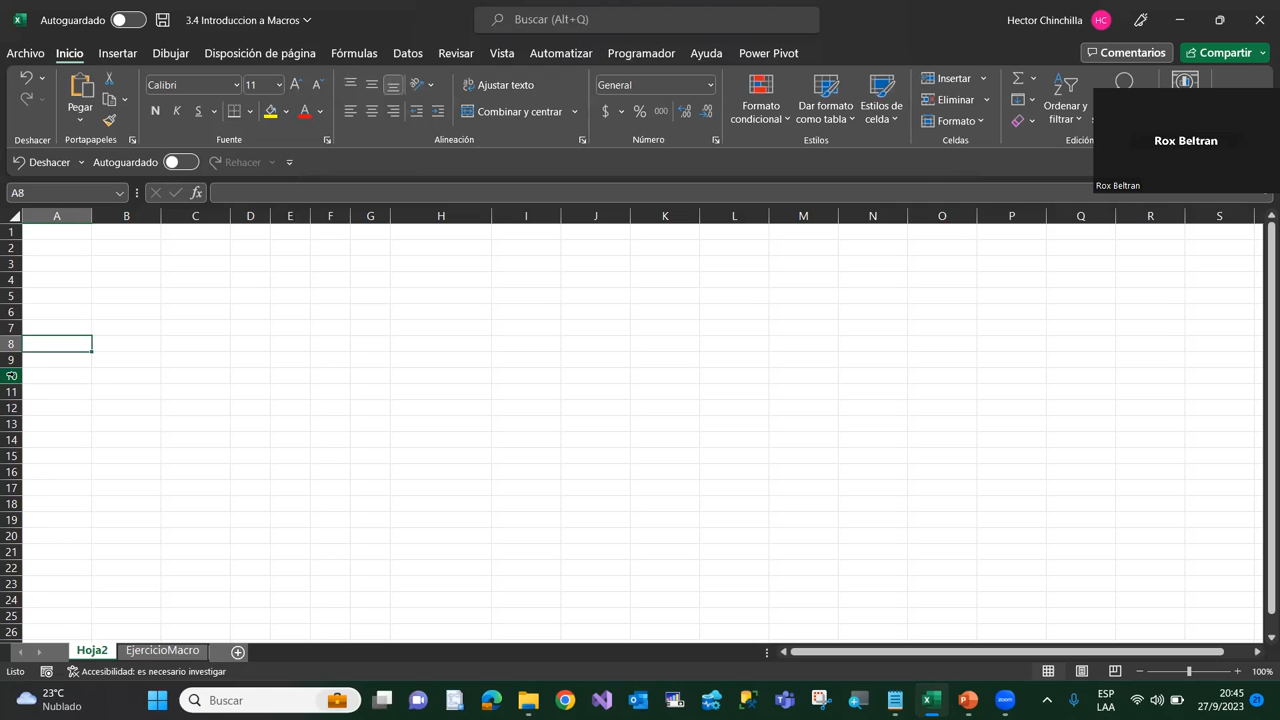 Autoguardado
3.4 Introduccion a Macros
Buscar (Alt+Q)
Hector Chinchilla
HC
Archivo Inicio Insertar Dibujar Disposición de página Fórmulas Datos Revisar Vista Automatizar Programador Ayuda Power Pivot
Comentarios
Compartir
Pegar
Calibri 11
N K S
Ajustar texto
Combinar y centrar
General
$ % 000
Formato condicional
Dar formato como tabla
Estilos de celda
Insertar
Eliminar
Formato
Ordenar y filtrar
Deshacer Portapapeles Fuente Alineación Número Estilos Celdas Edición
Rox Beltran
Rox Beltran
Deshacer Autoguardado Rehacer
A8
fx
A B C D E F G H I J K L M N O P Q R S
1
2
3
4
5
6
7
8
9
11
12
13
14
15
16
17
18
19
20
21
22
23
24
25
26
Hoja2 EjercicioMacro
Listo Accesibilidad: es necesario investigar 100%
23°C
Nublado
Buscar
ESP
LAA
20:45
27/9/2023
21